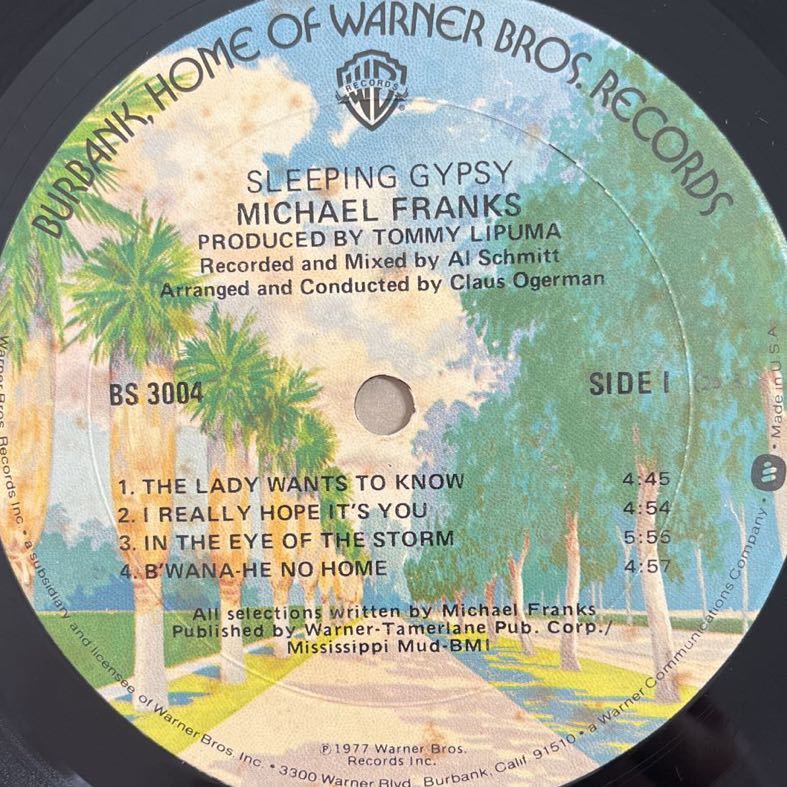 BURBANK, HOME OF WARNER BROS. RECORDS
WB
RECORDS
®
SLEEPING GYPSY
MICHAEL FRANKS
PRODUCED BY TOMMY LIPUMA
Recorded and Mixed by Al Schmitt
Arranged and Conducted by Claus Ogerman
BS 3004
SIDE 1
1. THE LADY WANTS TO KNOW 4:45
2. I REALLY HOPE IT'S YOU 4:54
3. IN THE EYE OF THE STORM 5:56
4. B'WANA-HE NO HOME 4:57
All selections written by Michael Franks
Published by Warner-Tamerlane Pub. Corp./
Mississippi Mud-BMI
℗ 1977 Warner Bros.
Records Inc.
Warner Bros. Records Inc. • a subsidiary and licensee of Warner Bros. Inc. • 3300 Warner Blvd., Burbank, Calif. 91510 • a Warner Communications Company • Made in U S A